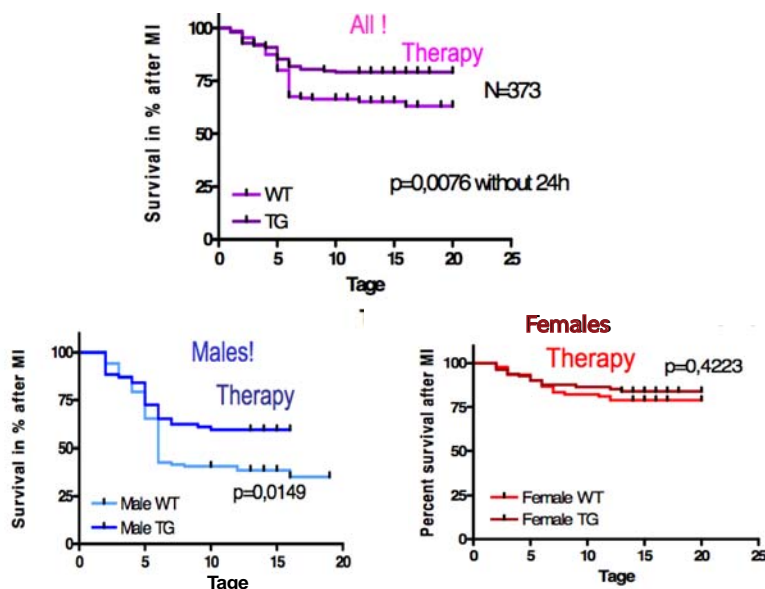 All !
Therapy
N=373
p=0,0076 without 24h
WT
TG
Survival in % after MI
100
75
50
25
0
0 5 10 15 20 25
Tage
Males!
Therapy
p=0,0149
Male WT
Male TG
Survival in % after MI
100
75
50
25
0
0 5 10 15 20
Tage
Females
Therapy
p=0,4223
Female WT
Female TG
Percent survival after MI
100
75
50
25
0
0 5 10 15 20 25
Tage